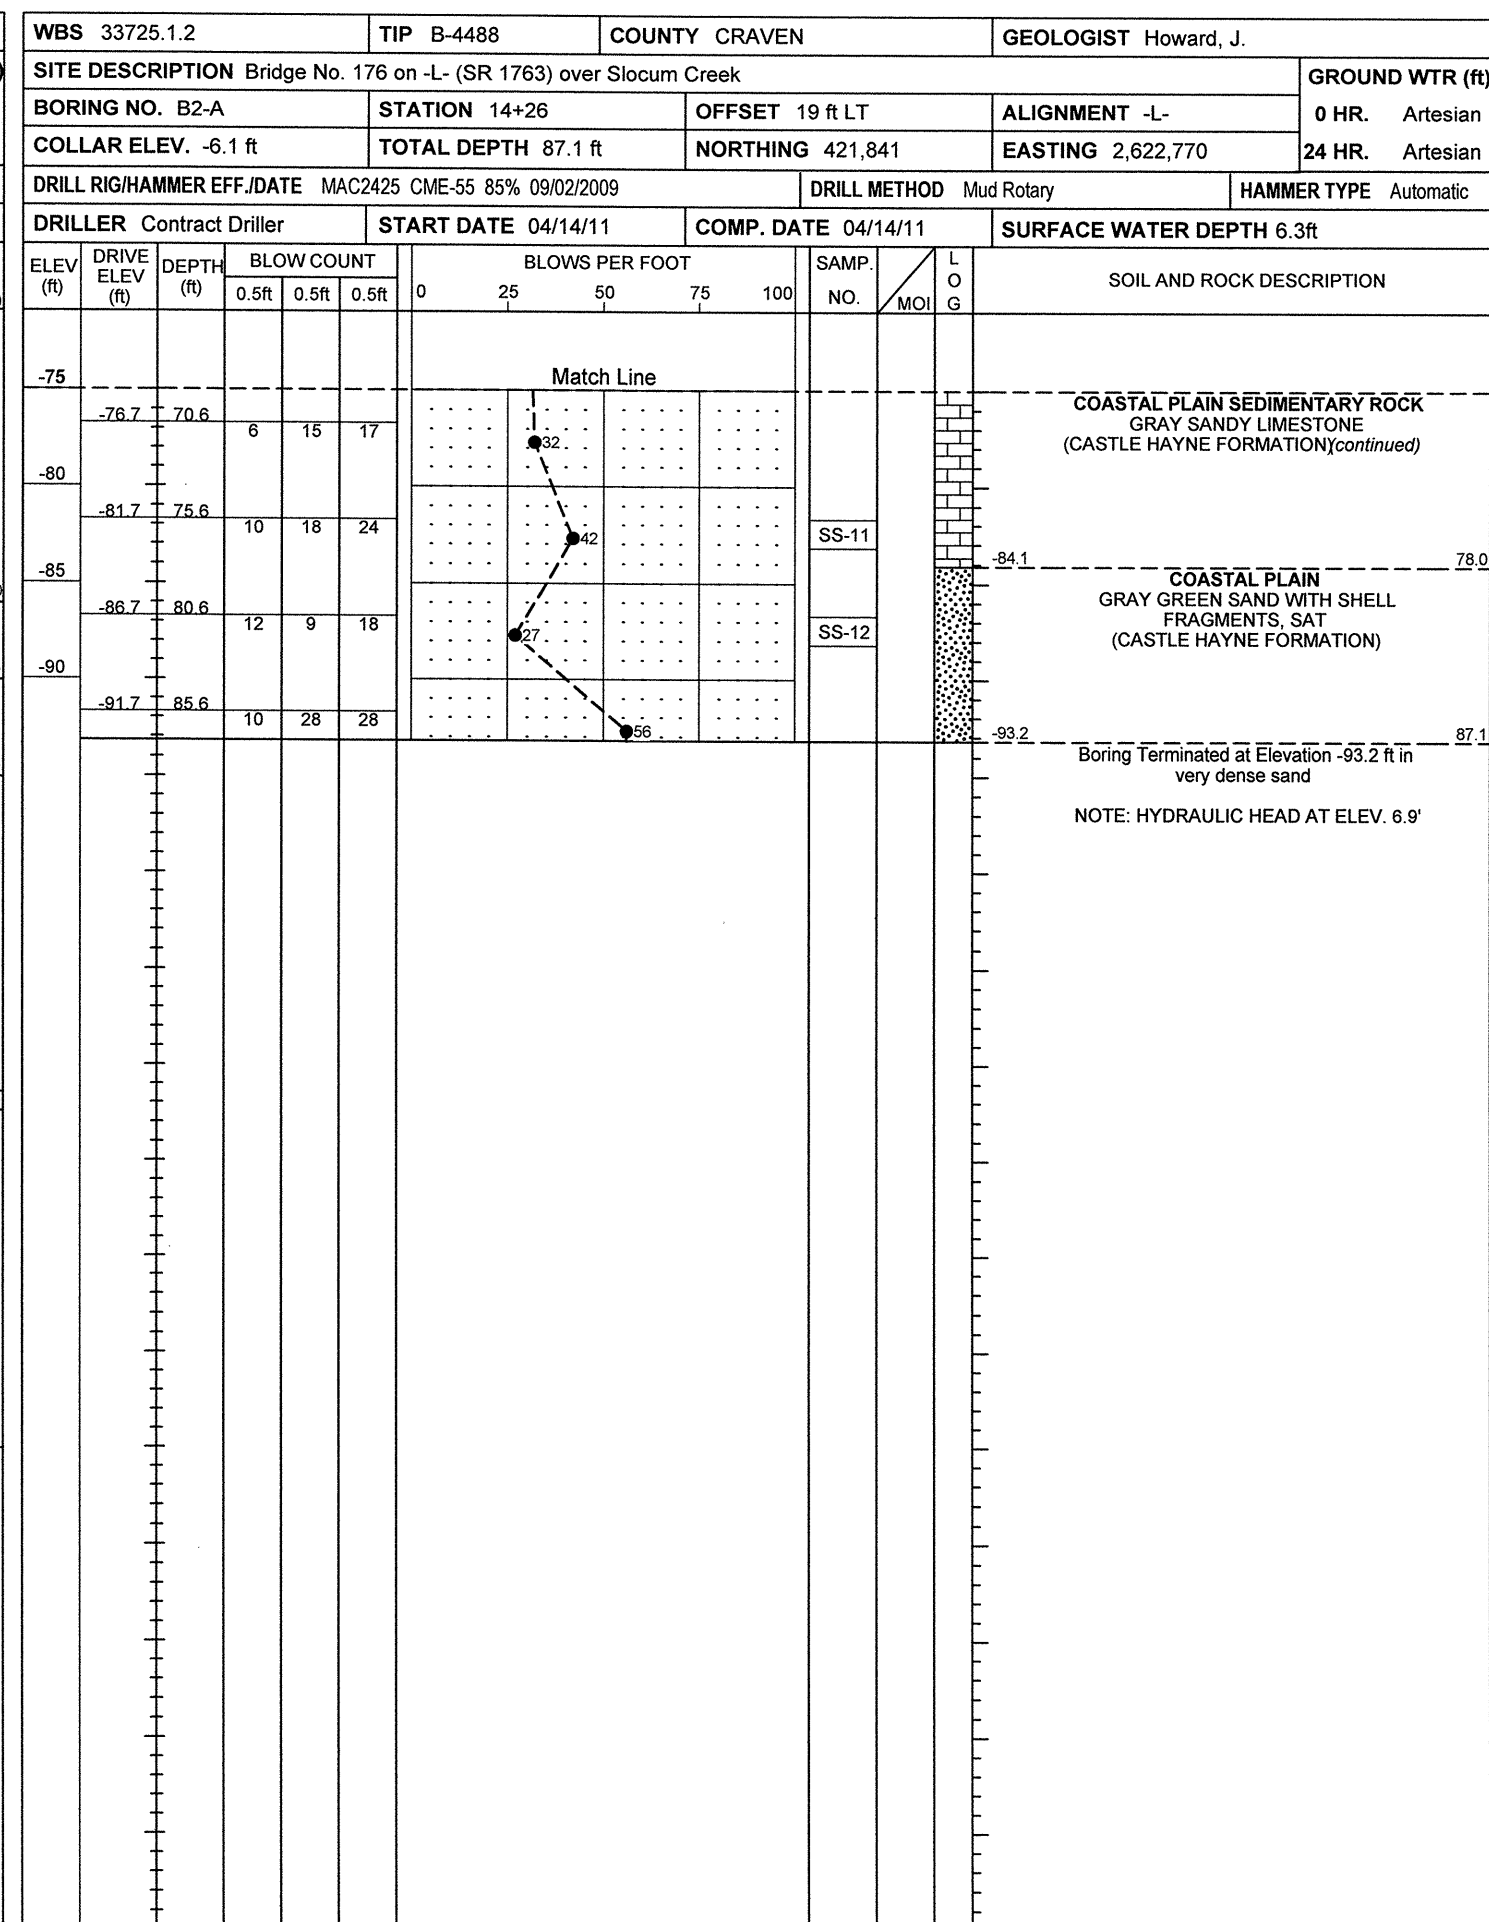 WBS 33725.1.2 TIP B-4488 COUNTY CRAVEN GEOLOGIST Howard, J.
SITE DESCRIPTION Bridge No. 176 on -L- (SR 1763) over Slocum Creek GROUND WTR (ft)
BORING NO. B2-A STATION 14+26 OFFSET 19 ft LT ALIGNMENT -L- 0 HR. Artesian
COLLAR ELEV. -6.1 ft TOTAL DEPTH 87.1 ft NORTHING 421,841 EASTING 2,622,770 24 HR. Artesian
DRILL RIG/HAMMER EFF./DATE MAC2425 CME-55 85% 09/02/2009 DRILL METHOD Mud Rotary HAMMER TYPE Automatic
DRILLER Contract Driller START DATE 04/14/11 COMP. DATE 04/14/11 SURFACE WATER DEPTH 6.3ft
ELEV (ft) DRIVE ELEV (ft) DEPTH (ft) BLOW COUNT BLOWS PER FOOT SAMP. NO. MOI LOG SOIL AND ROCK DESCRIPTION
0.5ft 0.5ft 0.5ft 0 25 50 75 100
-75 Match Line
COASTAL PLAIN SEDIMENTARY ROCK
-76.7 70.6
GRAY SANDY LIMESTONE
6 15 17 32
(CASTLE HAYNE FORMATION)(continued)
-80
-81.7 75.6
10 18 24 42 SS-11
-84.1 78.0
-85
COASTAL PLAIN
GRAY GREEN SAND WITH SHELL
-86.7 80.6
FRAGMENTS, SAT
12 9 18 27 SS-12
(CASTLE HAYNE FORMATION)
-90
-91.7 85.6
10 28 28 56
-93.2 87.1
Boring Terminated at Elevation -93.2 ft in
very dense sand
NOTE: HYDRAULIC HEAD AT ELEV. 6.9'